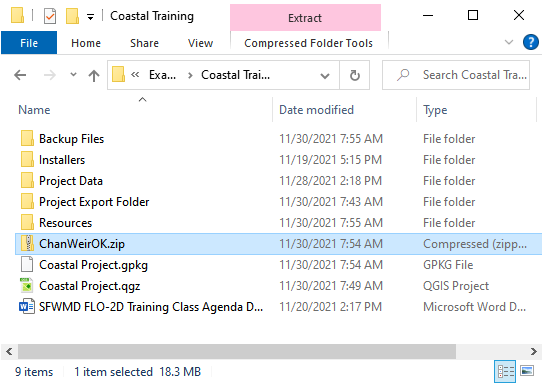 Coastal Training
Extract
File
Compressed Folder Tools
« Exa... Coastal Trai...
Search Coastal Tra...
Name Date modified Type
Backup Files 11/30/2021 7:55 AM File folder
Installers 11/19/2021 5:15 PM File folder
Project Data 11/28/2021 2:18 PM File folder
Project Export Folder 11/30/2021 7:43 AM File folder
Resources 11/30/2021 7:55 AM File folder
ChanWeirOK.zip 11/30/2021 7:54 AM Compressed (zipp...
Coastal Project.gpkg 11/30/2021 7:54 AM GPKG File
Coastal Project.qgz 11/30/2021 7:49 AM QGIS Project
SFWMD FLO-2D Training Class Agenda D... 11/20/2021 2:17 PM Microsoft Word D...
9 items 1 item selected 18.3 MB